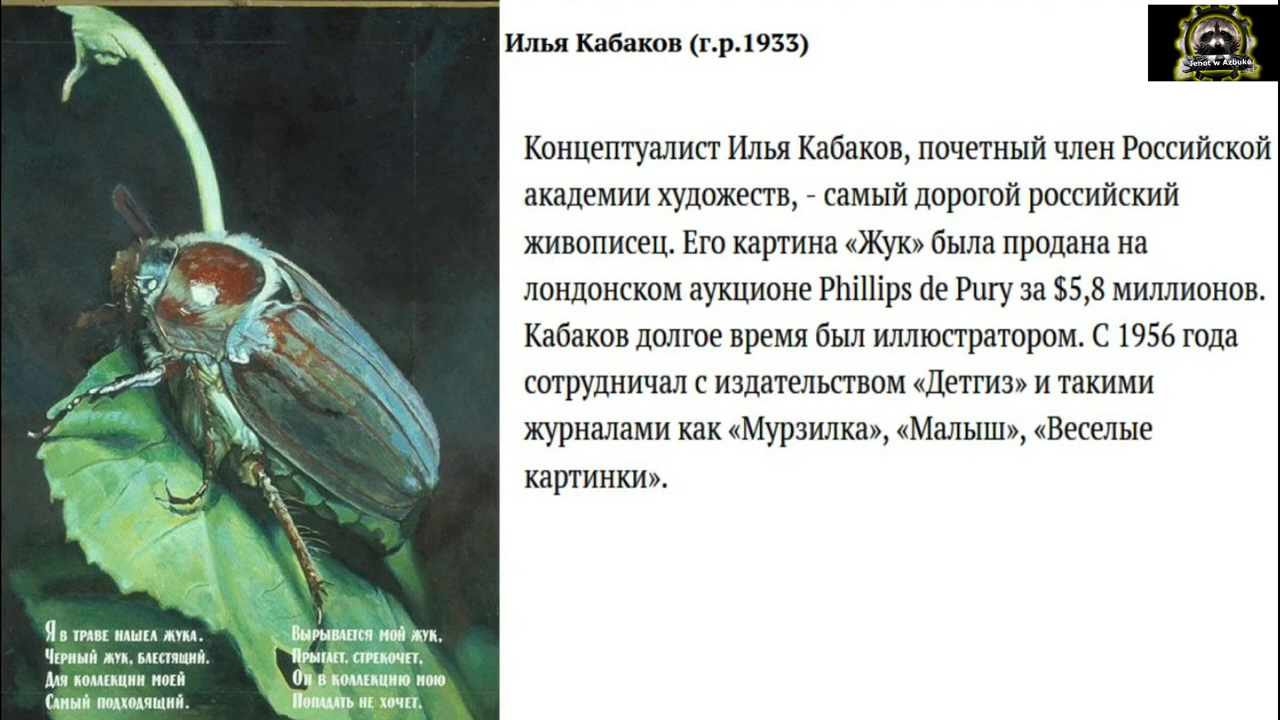 Илья Кабаков (г.р.1933)
Jenot w Azbuke
Концептуалист Илья Кабаков, почетный член Российской
академии художеств, - самый дорогой российский
живописец. Его картина «Жук» была продана на
лондонском аукционе Phillips de Pury за $5,8 миллионов.
Кабаков долгое время был иллюстратором. С 1956 года
сотрудничал с издательством «Детгиз» и такими
журналами как «Мурзилка», «Малыш», «Веселые
картинки».
Я в траве нашел жука.
Черный жук, блестящий.
Для коллекции моей
Самый подходящий.
Вырывается мой жук,
Прыгает, стрекочет,
Он в коллекцию мою
Попадать не хочет.